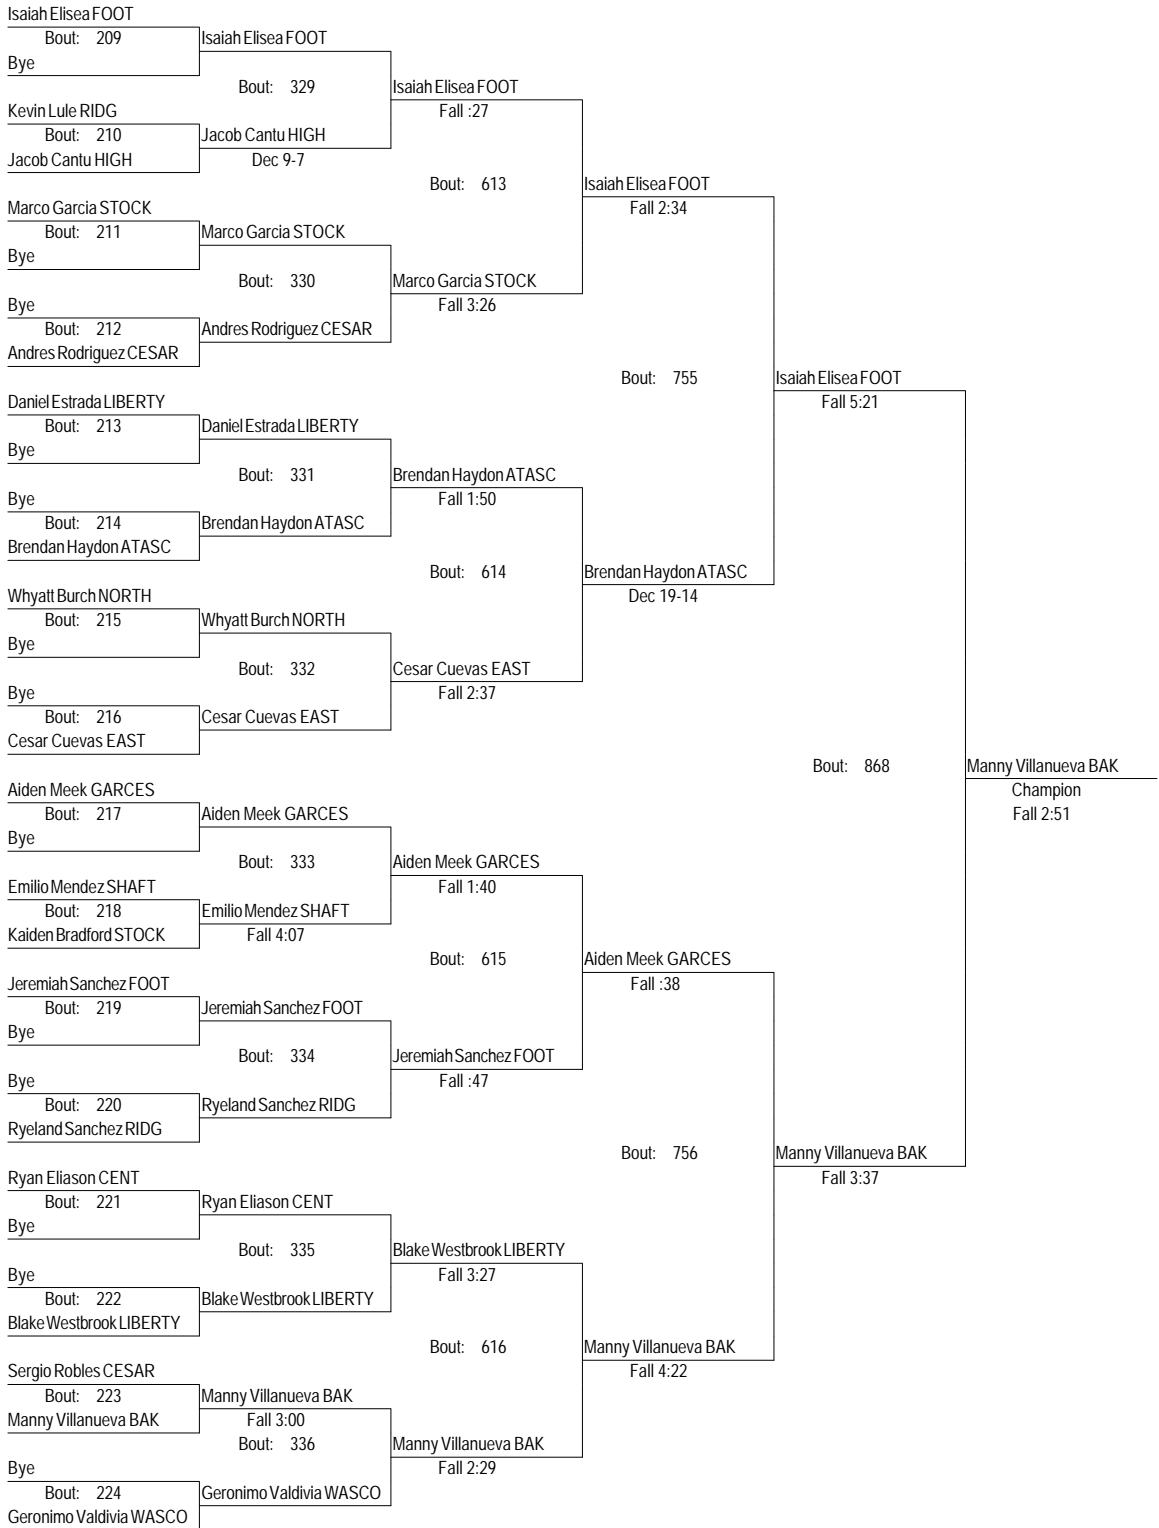 Isaiah Elisea FOOT
Bout: 209 Isaiah Elisea FOOT
Bye
Bout: 329 Isaiah Elisea FOOT
Kevin Lule RIDG Fall :27
Bout: 210 Jacob Cantu HIGH
Jacob Cantu HIGH Dec 9-7
Bout: 613 Isaiah Elisea FOOT
Marco Garcia STOCK Fall 2:34
Bout: 211 Marco Garcia STOCK
Bye
Bout: 330 Marco Garcia STOCK
Bye Fall 3:26
Bout: 212 Andres Rodriguez CESAR
Andres Rodriguez CESAR
Bout: 755 Isaiah Elisea FOOT
Daniel Estrada LIBERTY Fall 5:21
Bout: 213 Daniel Estrada LIBERTY
Bye
Bout: 331 Brendan Haydon ATASC
Bye Fall 1:50
Bout: 214 Brendan Haydon ATASC
Brendan Haydon ATASC
Bout: 614 Brendan Haydon ATASC
Whyatt Burch NORTH Dec 19-14
Bout: 215 Whyatt Burch NORTH
Bye
Bout: 332 Cesar Cuevas EAST
Bye Fall 2:37
Bout: 216 Cesar Cuevas EAST
Cesar Cuevas EAST
Bout: 868 Manny Villanueva BAK
Aiden Meek GARCES Champion
Bout: 217 Aiden Meek GARCES Fall 2:51
Bye
Bout: 333 Aiden Meek GARCES
Emilio Mendez SHAFT Fall 1:40
Bout: 218 Emilio Mendez SHAFT
Kaiden Bradford STOCK Fall 4:07
Bout: 615 Aiden Meek GARCES
Jeremiah Sanchez FOOT Fall :38
Bout: 219 Jeremiah Sanchez FOOT
Bye
Bout: 334 Jeremiah Sanchez FOOT
Bye Fall :47
Bout: 220 Ryeland Sanchez RIDG
Ryeland Sanchez RIDG
Bout: 756 Manny Villanueva BAK
Ryan Eliason CENT Fall 3:37
Bout: 221 Ryan Eliason CENT
Bye
Bout: 335 Blake Westbrook LIBERTY
Bye Fall 3:27
Bout: 222 Blake Westbrook LIBERTY
Blake Westbrook LIBERTY
Bout: 616 Manny Villanueva BAK
Sergio Robles CESAR Fall 4:22
Bout: 223 Manny Villanueva BAK
Manny Villanueva BAK Fall 3:00
Bout: 336 Manny Villanueva BAK
Bye Fall 2:29
Bout: 224 Geronimo Valdivia WASCO
Geronimo Valdivia WASCO